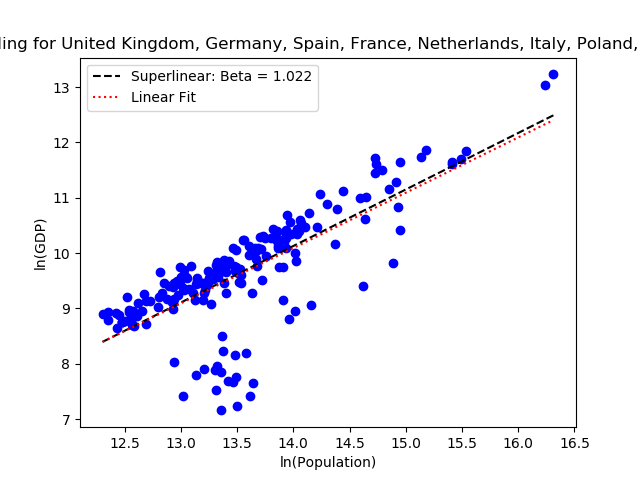 ling for United Kingdom, Germany, Spain, France, Netherlands, Italy, Poland,
Superlinear: Beta = 1.022
Linear Fit
ln(GDP)
13
12
11
10
9
8
7
12.5 13.0 13.5 14.0 14.5 15.0 15.5 16.0 16.5
ln(Population)